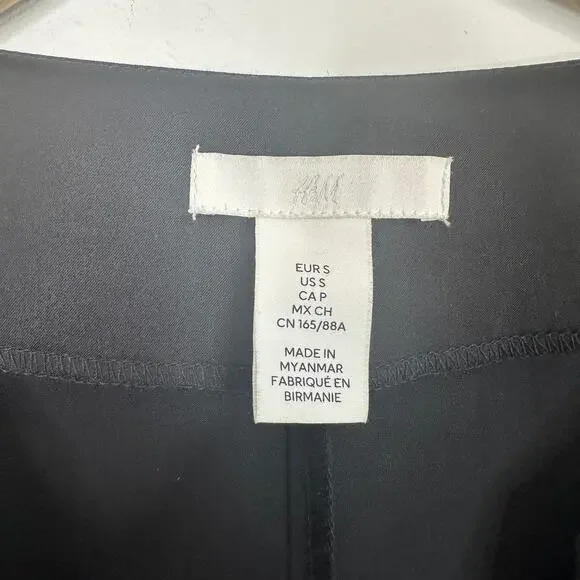 H&M
EUR S
US S
CA P
MX CH
CN 165/88A
MADE IN
MYANMAR
FABRIQUÉ EN
BIRMANIE